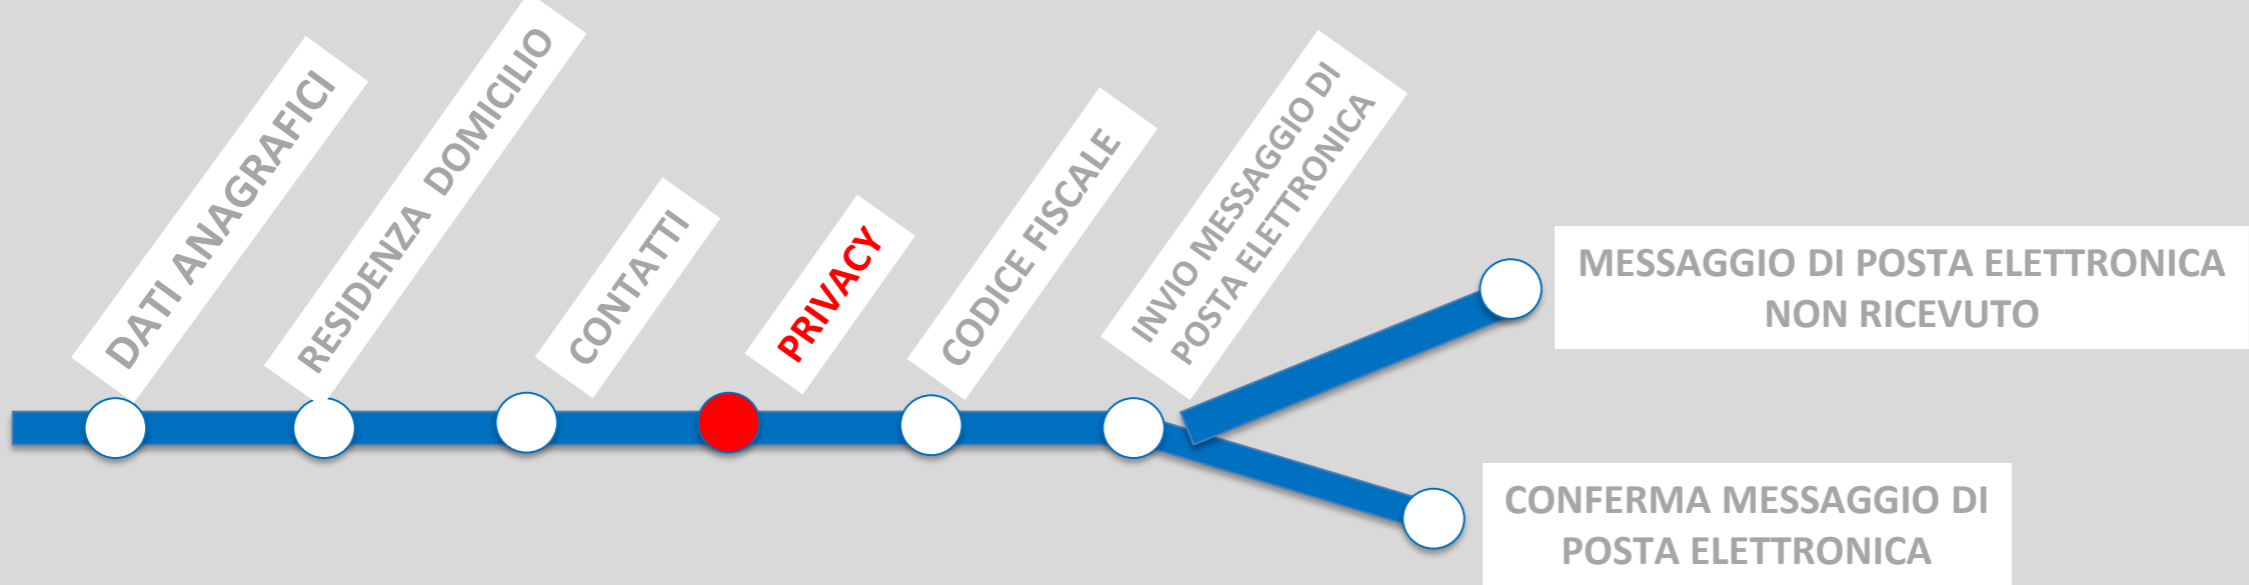 DATI ANAGRAFICI
RESIDENZA DOMICILIO
CONTATTI
PRIVACY
CODICE FISCALE
INVIO MESSAGGIO DI
POSTA ELETTRONICA
MESSAGGIO DI POSTA ELETTRONICA
NON RICEVUTO
CONFERMA MESSAGGIO DI
POSTA ELETTRONICA